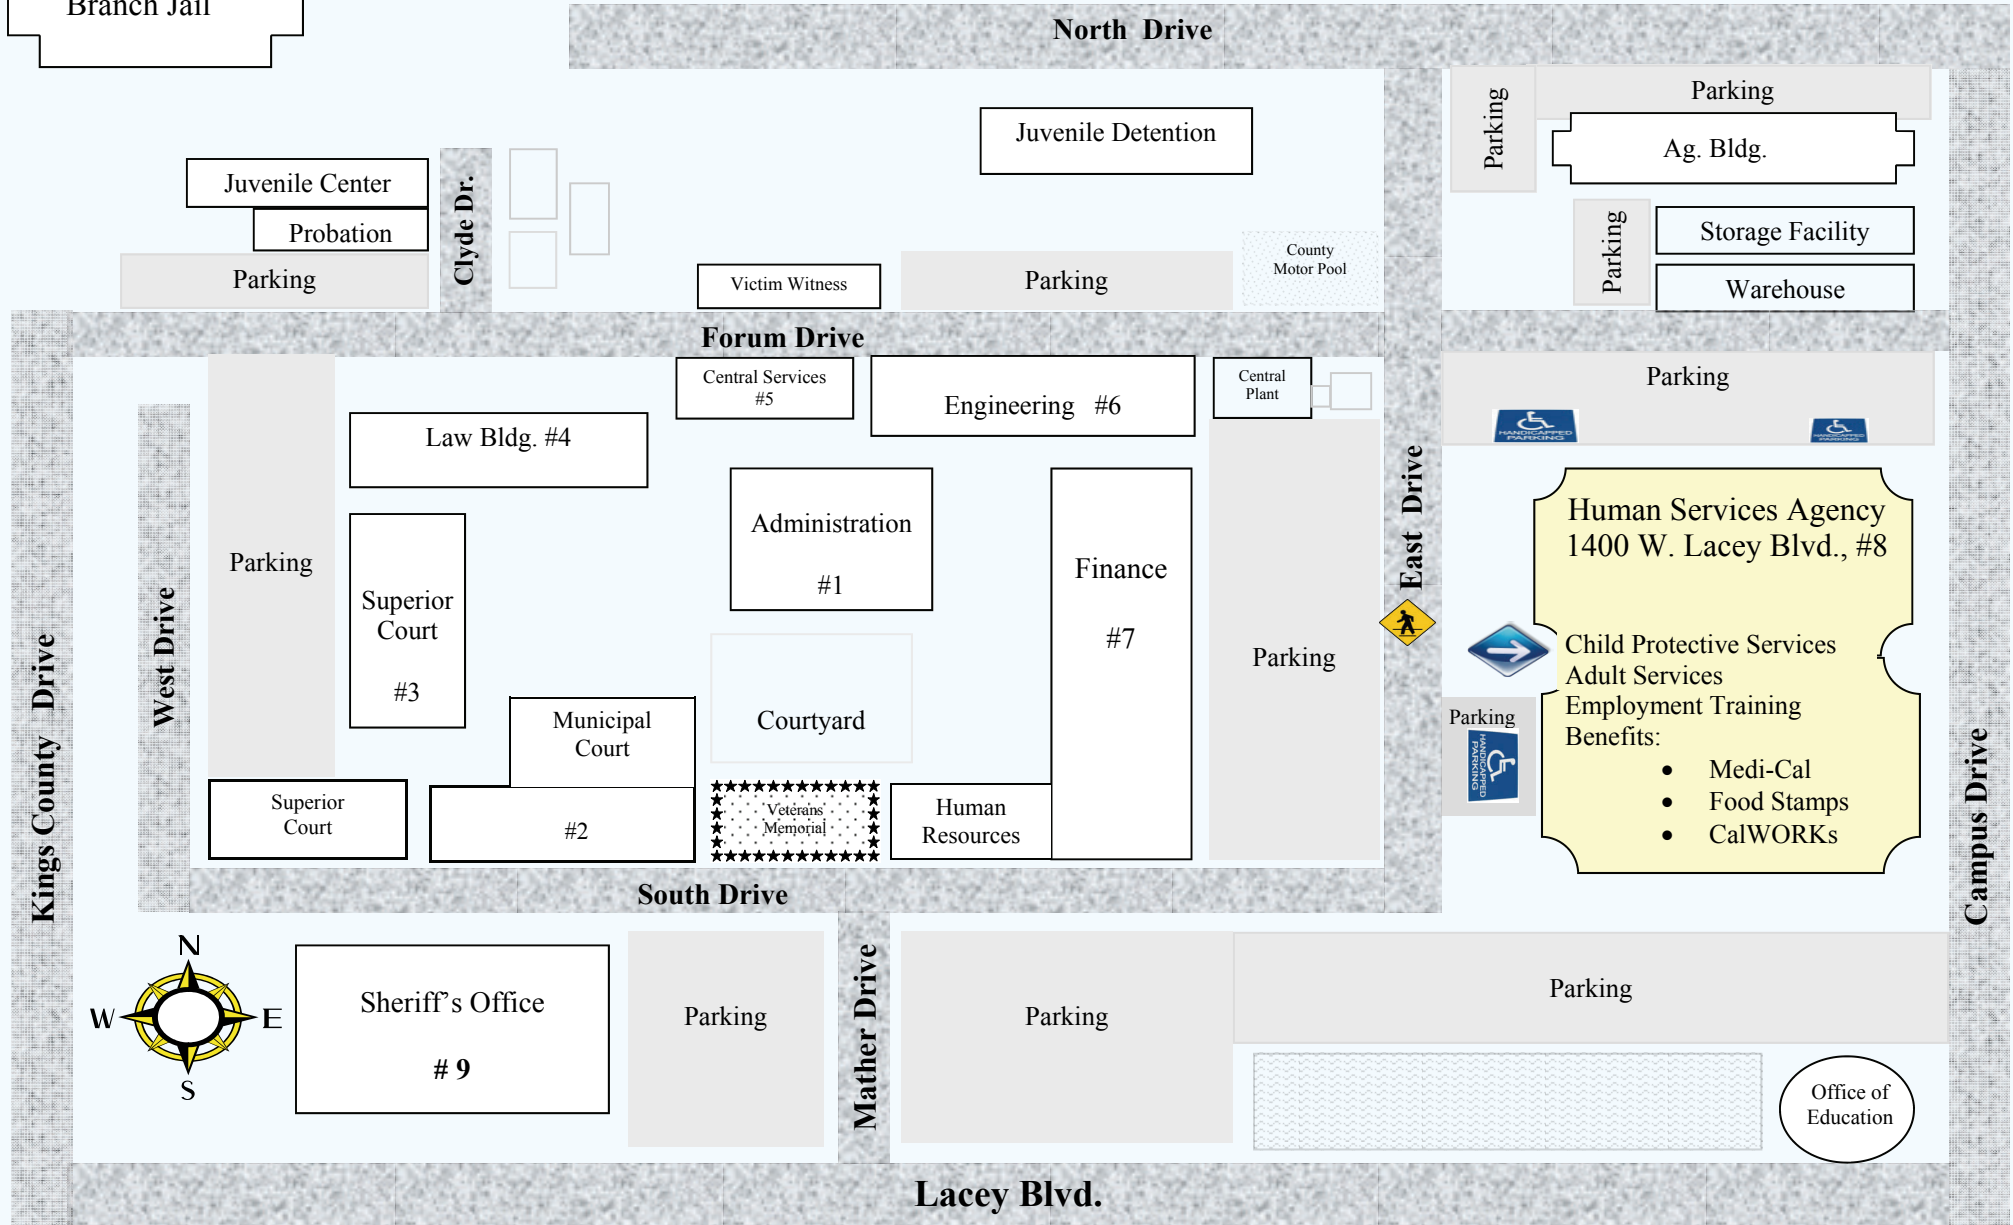 Branch Jail
North Drive
Parking
Parking
Ag. Bldg.
Juvenile Detention
Juvenile Center
Probation
Parking
Clyde Dr.
Victim Witness
Parking
County
Motor Pool
Parking
Storage Facility
Warehouse
Forum Drive
Central Services
#5
Engineering #6
Central
Plant
Parking
HANDICAPPED
PARKING
HANDICAPPED
PARKING
Law Bldg. #4
Parking
Superior
Court
#3
Administration
#1
Finance
#7
Parking
East Drive
Human Services Agency
1400 W. Lacey Blvd., #8
Child Protective Services
Adult Services
Employment Training
Benefits:
• Medi-Cal
• Food Stamps
• CalWORKs
Parking
HANDICAPPED
PARKING
Kings County Drive
West Drive
Municipal
Court
#2
Courtyard
Superior
Court
Veterans
Memorial
Human
Resources
Campus Drive
South Drive
N
W
E
S
Sheriff's Office
# 9
Parking
Mather Drive
Parking
Parking
Office of
Education
Lacey Blvd.